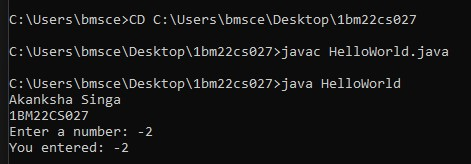 C:\Users\bmsce>CD C:\Users\bmsce\Desktop\1bm22cs027
C:\Users\bmsce\Desktop\1bm22cs027>javac HelloWorld.java
C:\Users\bmsce\Desktop\1bm22cs027>java HelloWorld
Akanksha Singa
1BM22CS027
Enter a number: -2
You entered: -2